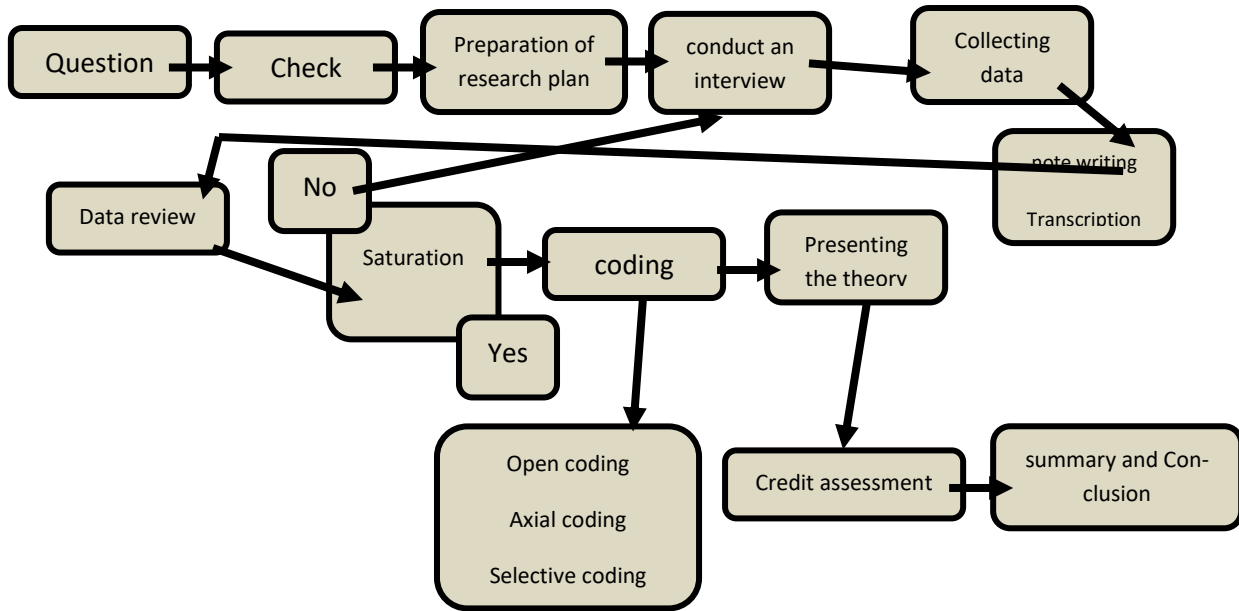 Question
Check
Preparation of
research plan
conduct an
interview
Collecting
data
note writing
Transcription
No
Data review
Saturation
Yes
coding
Presenting
the theory
Open coding
Axial coding
Selective coding
Credit assessment
summary and Con-
clusion